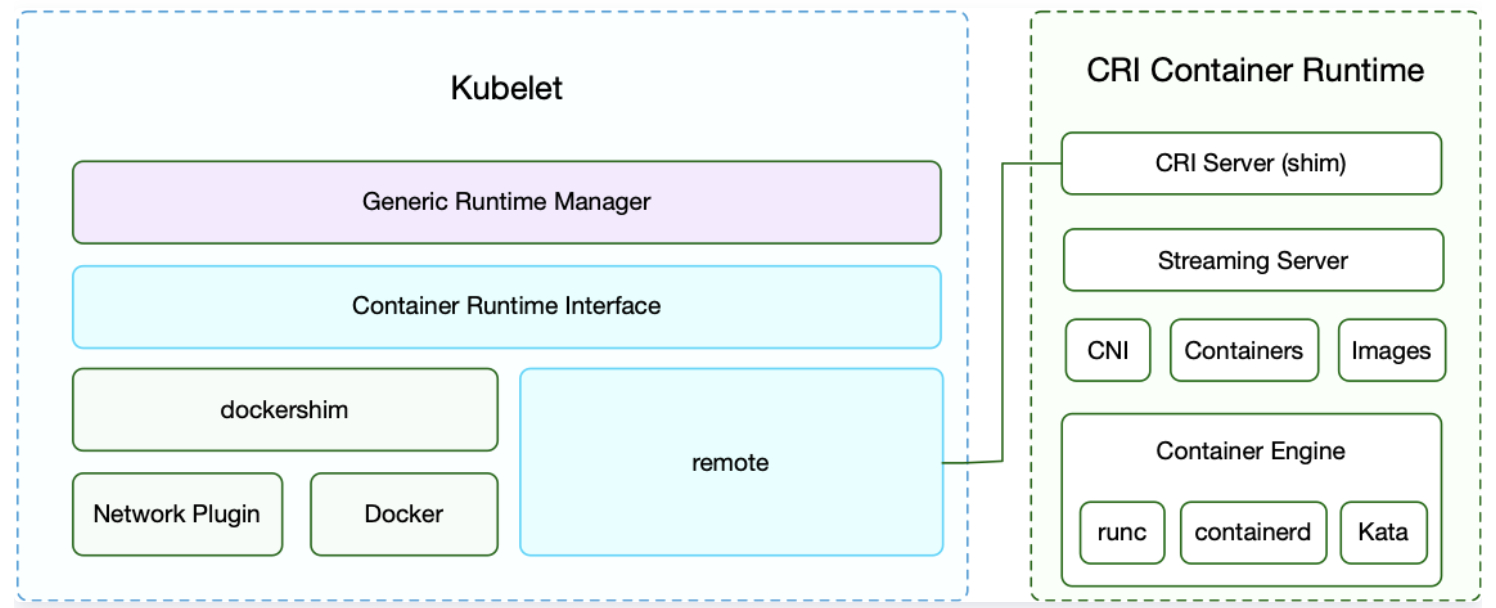 Kubelet
Generic Runtime Manager
Container Runtime Interface
dockershim
remote
Network Plugin
Docker
CRI Container Runtime
CRI Server (shim)
Streaming Server
CNI
Containers
Images
Container Engine
runc
containerd
Kata